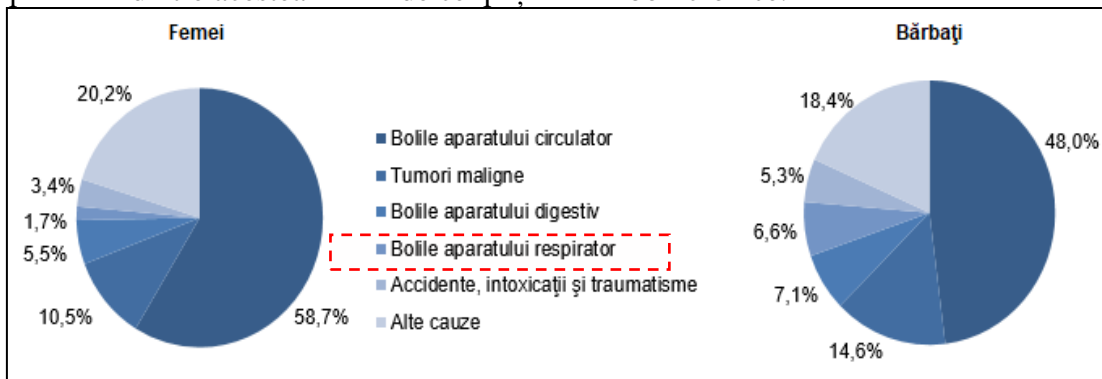 Femei
Bărbaţi
20,2%
3,4%
1,7%
5,5%
10,5%
58,7%
Bolile aparatului circulator
Tumori maligne
Bolile aparatului digestiv
Bolile aparatului respirator
Accidente, intoxicaţii şi traumatisme
Alte cauze
18,4%
5,3%
6,6%
7,1%
14,6%
48,0%